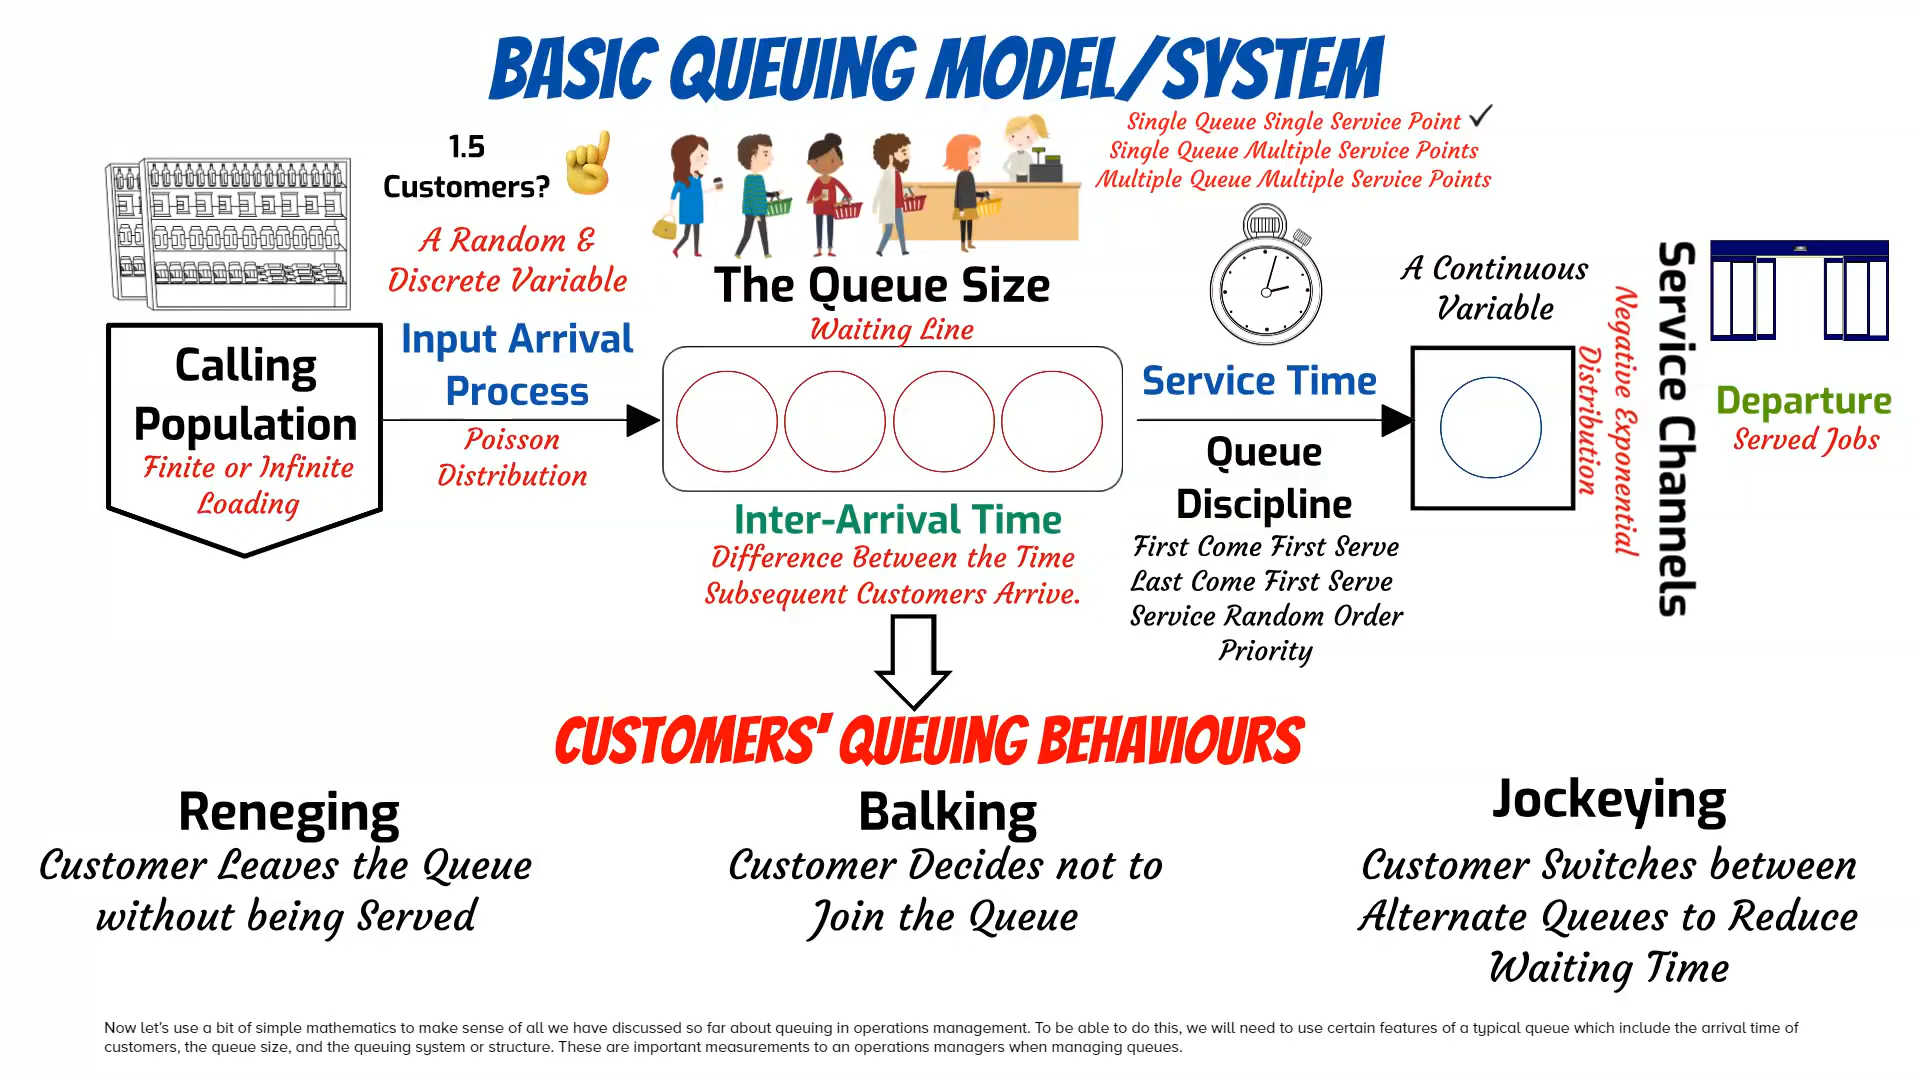 BASIC QUEUING MODEL/SYSTEM
Single Queue Single Service Point
Single Queue Multiple Service Points
Multiple Queue Multiple Service Points
1.5
Customers?
A Random &
Discrete Variable
Input Arrival
Process
Poisson
Distribution
Calling
Population
Finite or Infinite
Loading
The Queue Size
Waiting Line
Inter-Arrival Time
Difference Between the Time
Subsequent Customers Arrive.
Service Time
Queue
Discipline
First Come First Serve
Last Come First Serve
Service Random Order
Priority
A Continuous
Variable
Negative Exponential
Distribution
Service Channels
Departure
Served Jobs
CUSTOMERS' QUEUING BEHAVIOURS
Reneging
Customer Leaves the Queue
without being Served
Balking
Customer Decides not to
Join the Queue
Jockeying
Customer Switches between
Alternate Queues to Reduce
Waiting Time
Now let's use a bit of simple mathematics to make sense of all we have discussed so far about queuing in operations management. To be able to do this, we will need to use certain features of a typical queue which include the arrival time of
customers, the queue size, and the queuing system or structure. These are important measurements to an operations managers when managing queues.